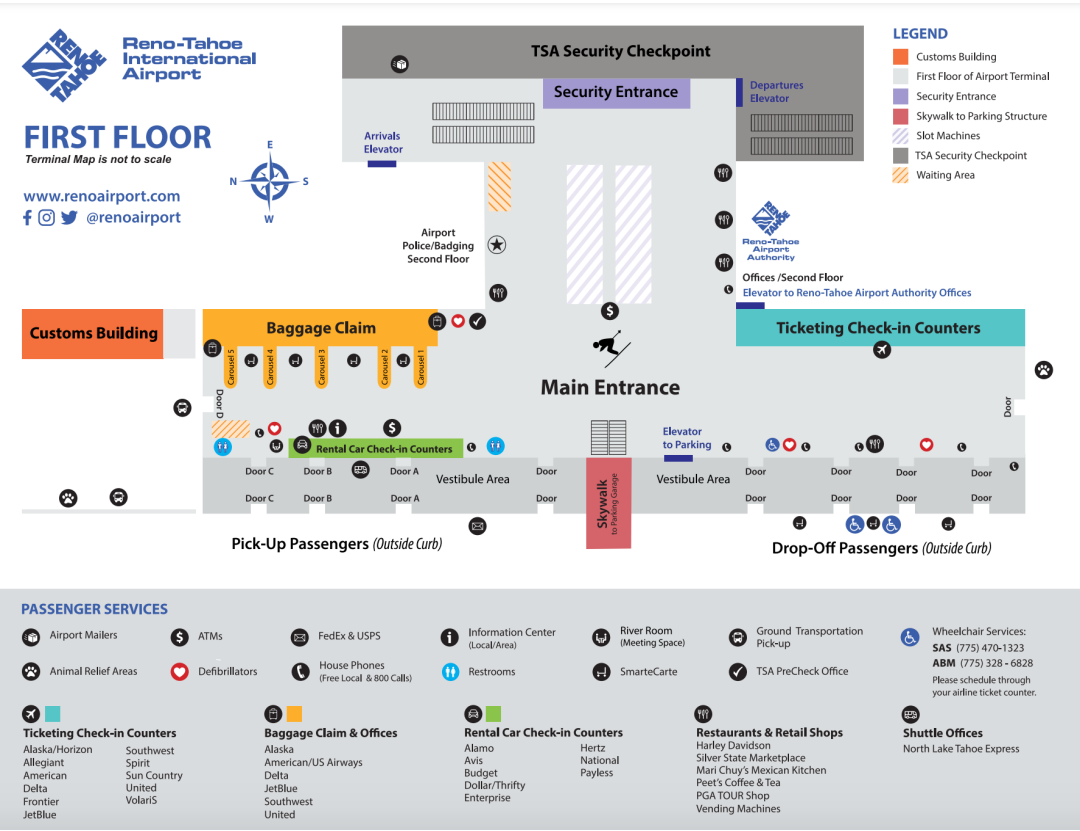 RENO
TAHOE
Reno-Tahoe
International
Airport
FIRST FLOOR
Terminal Map is not to scale
www.renoairport.com
@renoairport
E
N
S
W
TSA Security Checkpoint
Security Entrance
Departures
Elevator
Arrivals
Elevator
LEGEND
Customs Building
First Floor of Airport Terminal
Security Entrance
Skywalk to Parking Structure
Slot Machines
TSA Security Checkpoint
Waiting Area
Airport
Police/Badging
Second Floor
RENO
TAHOE
Reno-Tahoe
Airport
Authority
Offices /Second Floor
Elevator to Reno-Tahoe Airport Authority Offices
Customs Building
Baggage Claim
Ticketing Check-in Counters
Carousel 5
Carousel 4
Carousel 3
Carousel 2
Carousel 1
$
Main Entrance
Door D
Door
i
$
Rental Car Check-in Counters
Elevator
to Parking
Door C
Door B
Door A
Vestibule Area
Door
Vestibule Area
Door
Door
Door
Door
Door C
Door B
Door A
Door
Door
Door
Door
Door
Skywalk
to Parking Garage
Pick-Up Passengers (Outside Curb)
Drop-Off Passengers (Outside Curb)
PASSENGER SERVICES
Airport Mailers
$ ATMs
FedEx & USPS
i Information Center
(Local/Area)
River Room
(Meeting Space)
Ground Transportation
Pick-up
Wheelchair Services:
SAS (775) 470-1323
ABM (775) 328 - 6828
Please schedule through
your airline ticket counter.
Animal Relief Areas
Defibrillators
House Phones
(Free Local & 800 Calls)
Restrooms
SmarteCarte
TSA PreCheck Office
Ticketing Check-in Counters
Alaska/Horizon
Allegiant
American
Delta
Frontier
JetBlue
Southwest
Spirit
Sun Country
United
VolariS
Baggage Claim & Offices
Alaska
American/US Airways
Delta
JetBlue
Southwest
United
Rental Car Check-in Counters
Alamo
Avis
Budget
Dollar/Thrifty
Enterprise
Hertz
National
Payless
Restaurants & Retail Shops
Harley Davidson
Silver State Marketplace
Mari Chuy's Mexican Kitchen
Peet's Coffee & Tea
PGA TOUR Shop
Vending Machines
Shuttle Offices
North Lake Tahoe Express